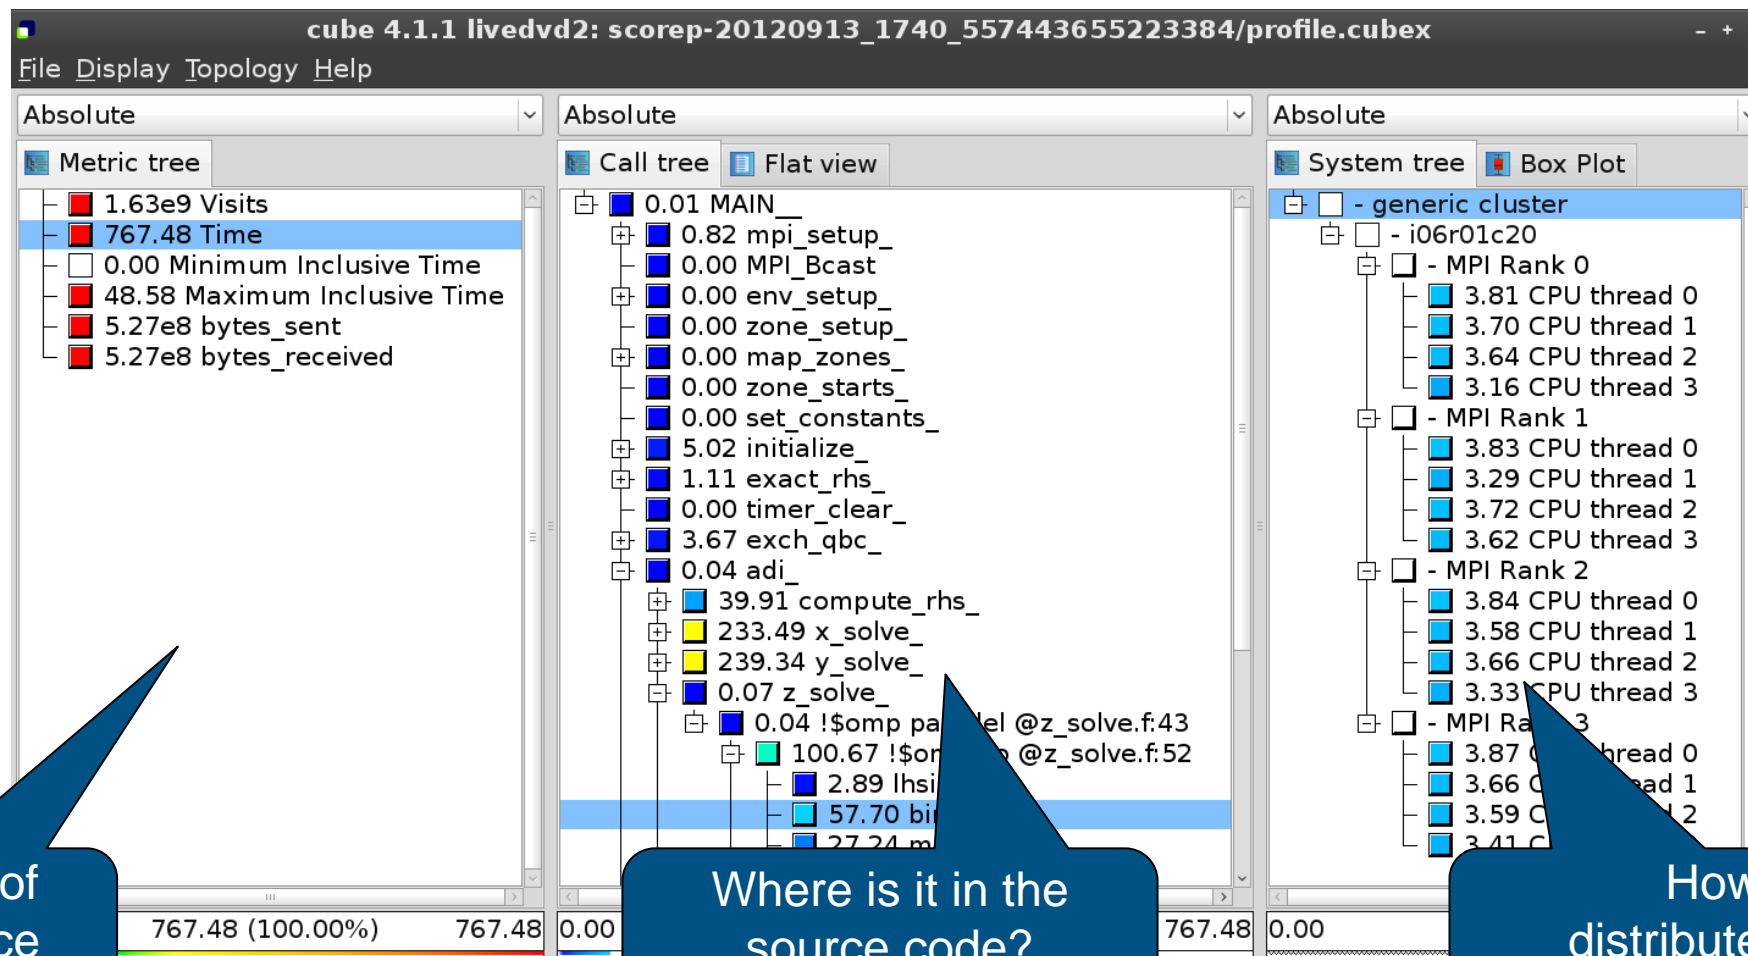 cube 4.1.1 livedvd2: scorep-20120913_1740_557443655223384/profile.cubex
File Display Topology Help
Absolute
Metric tree
1.63e9 Visits
767.48 Time
0.00 Minimum Inclusive Time
48.58 Maximum Inclusive Time
5.27e8 bytes_sent
5.27e8 bytes_received
of
767.48 (100.00%) 767.48
Absolute
Call tree Flat view
0.01 MAIN__
0.82 mpi_setup_
0.00 MPI_Bcast
0.00 env_setup_
0.00 zone_setup_
0.00 map_zones_
0.00 zone_starts_
0.00 set_constants_
5.02 initialize_
1.11 exact_rhs_
0.00 timer_clear_
3.67 exch_qbc_
0.04 adi_
39.91 compute_rhs_
233.49 x_solve_
239.34 y_solve_
0.07 z_solve_
0.04 !$omp @z_solve.f:43
100.67 @z_solve.f:52
2.89
57.70
27.24
Where is it in the
source code?
0.00 767.48
Absolute
System tree Box Plot
- generic cluster
- i06r01c20
- MPI Rank 0
3.81 CPU thread 0
3.70 CPU thread 1
3.64 CPU thread 2
3.16 CPU thread 3
- MPI Rank 1
3.83 CPU thread 0
3.29 CPU thread 1
3.72 CPU thread 2
3.62 CPU thread 3
- MPI Rank 2
3.84 CPU thread 0
3.58 CPU thread 1
3.66 CPU thread 2
3.33 CPU thread 3
- MPI 3
3.87 0
3.66 1
3.59 2
3.41
How
0.00